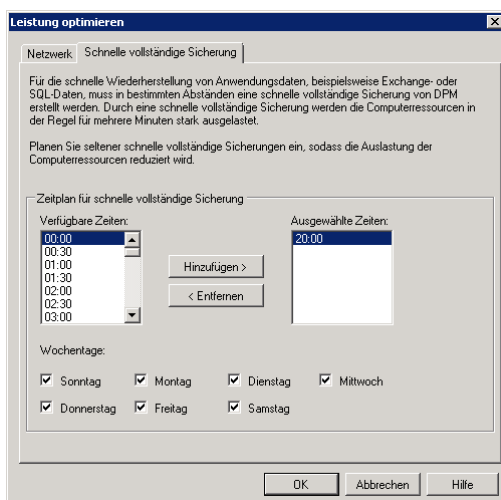 Leistung optimieren
Netzwerk Schnelle vollständige Sicherung
Für die schnelle Wiederherstellung von Anwendungsdaten, beispielsweise Exchange- oder
SQL-Daten, muss in bestimmten Abständen eine schnelle vollständige Sicherung von DPM
erstellt werden. Durch eine schnelle vollständige Sicherung werden die Computerressourcen in
der Regel für mehrere Minuten stark ausgelastet.
Planen Sie seltener schnelle vollständige Sicherungen ein, sodass die Auslastung der
Computerressourcen reduziert wird.
Zeitplan für schnelle vollständige Sicherung
Verfügbare Zeiten: Ausgewählte Zeiten:
00:00 20:00
00:30
01:00
01:30
02:00
02:30
03:00
Hinzufügen >
< Entfernen
Wochentage:
Sonntag Montag Dienstag Mittwoch
Donnerstag Freitag Samstag
OK Abbrechen Hilfe